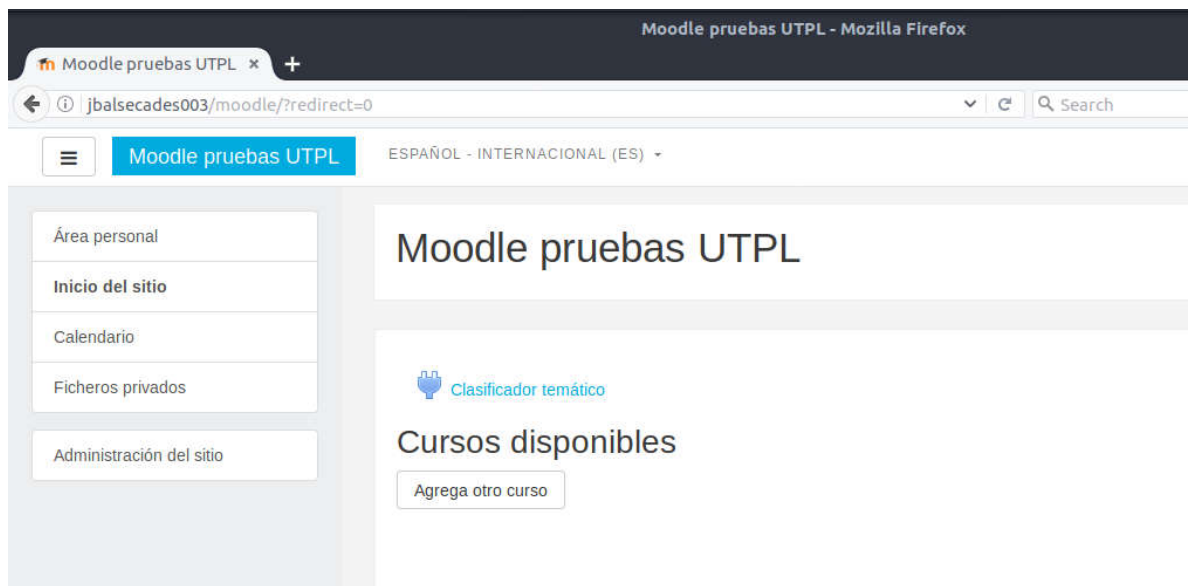 Moodle pruebas UTPL - Mozilla Firefox
Moodle pruebas UTPL × +
jbalsecades003/moodle/?redirect=0 Search
Moodle pruebas UTPL ESPAÑOL - INTERNACIONAL (ES)
Área personal
Inicio del sitio
Calendario
Ficheros privados
Administración del sitio
Moodle pruebas UTPL
Clasificador temático
Cursos disponibles
Agrega otro curso